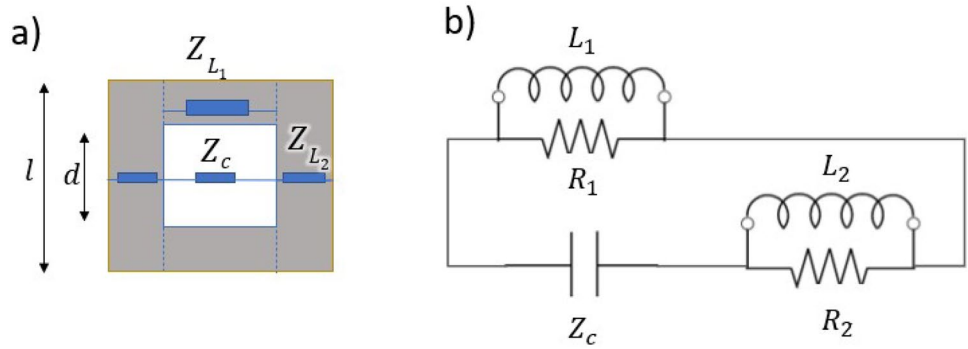 a)
Z_{L_1}
Z_c
Z_{L_2}
l
d
b)
L_1
R_1
L_2
Z_c
R_2